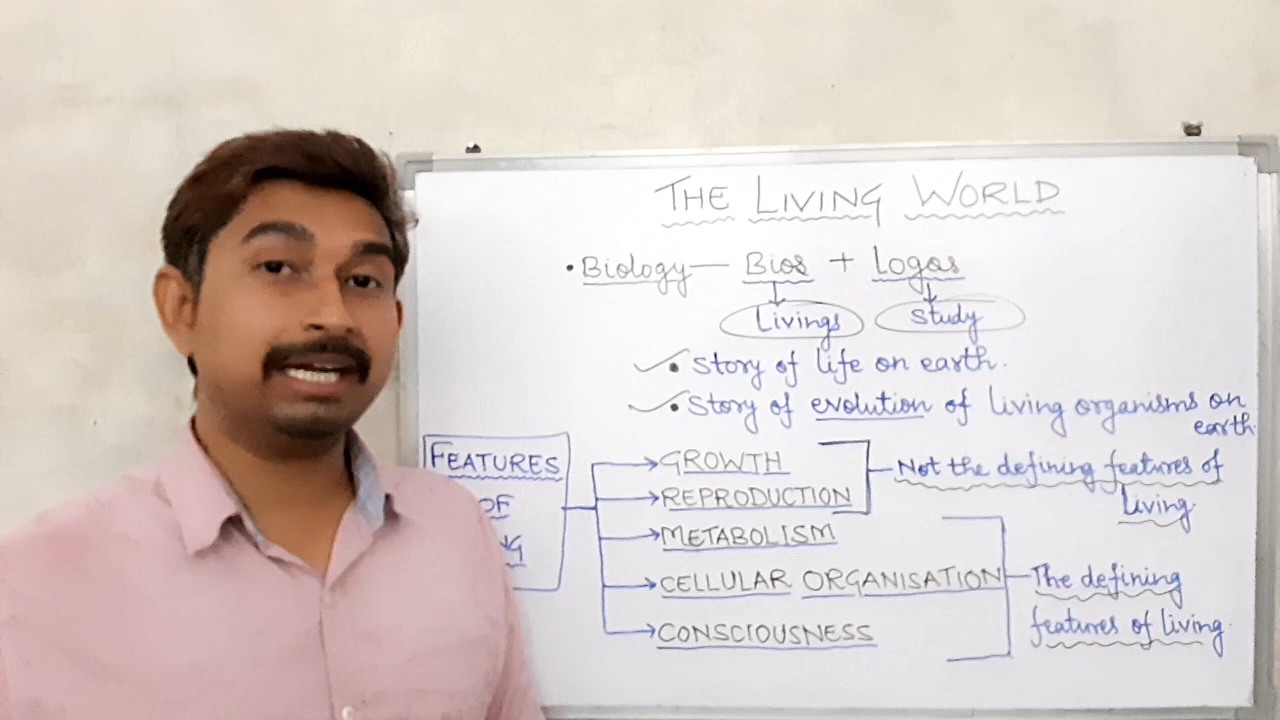 THE LIVING WORLD
• Biology — Bios + Logos
Livings study
• Story of life on earth.
• Story of evolution of living organisms on
earth.
FEATURES
OF
GROWTH
REPRODUCTION
Not the defining features of
living.
METABOLISM
CELLULAR ORGANISATION
CONSCIOUSNESS
The defining
features of living.